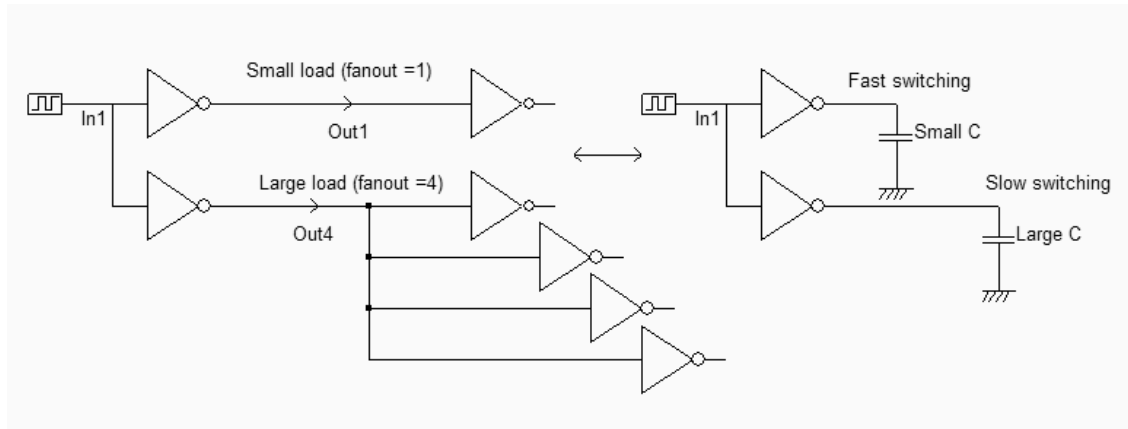 Small load (fanout =1)
In1
Out1
Large load (fanout =4)
Out4
Fast switching
In1
Small C
Slow switching
Large C